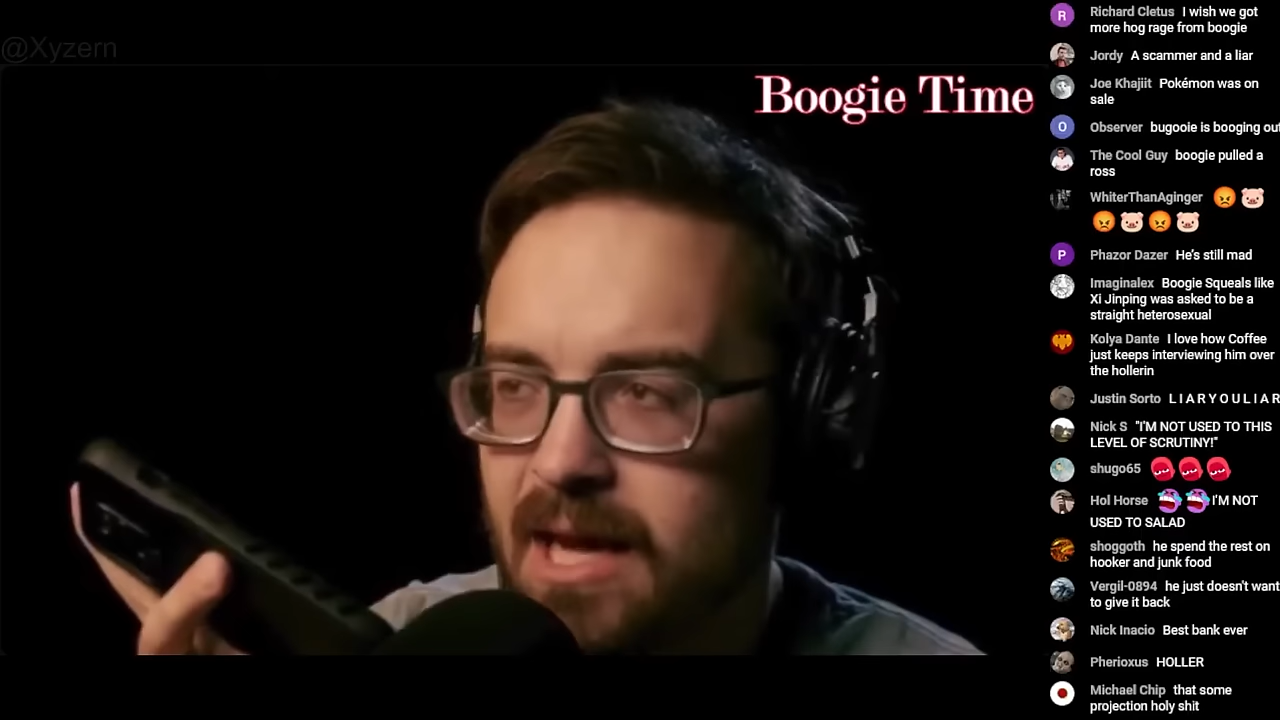 @Xyzern
Boogie Time
R Richard Cletus I wish we got
more hog rage from boogie
Jordy A scammer and a liar
Joe Khajiit Pokémon was on
sale
O Observer bugooie is booging out
The Cool Guy boogie pulled a
ross
WhiterThanAginger 😡🐷
😡🐷😡🐷
P Phazor Dazer He's still mad
Imaginalex Boogie Squeals like
Xi Jinping was asked to be a
straight heterosexual
Kolya Dante I love how Coffee
just keeps interviewing him over
the hollerin
Justin Sorto L I A R Y O U L I A R
Nick S "I'M NOT USED TO THIS
LEVEL OF SCRUTINY!"
shugo65
Hol Horse I'M NOT
USED TO SALAD
shoggoth he spend the rest on
hooker and junk food
Vergil-0894 he just doesn't want
to give it back
Nick Inacio Best bank ever
Pherioxus HOLLER
Michael Chip that some
projection holy shit